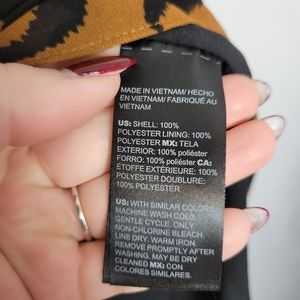 MADE IN VIETNAM/ HECHO
EN VIETNAM/ FABRIQUÉ AU
VIETNAM
US: SHELL: 100%
POLYESTER LINING: 100%
POLYESTER MX: TELA
EXTERIOR: 100% poliéster
FORRO: 100% poliéster CA:
ÉTOFFE EXTÉRIEURE: 100%
POLYESTER DOUBLURE:
100% POLYESTER
US: WITH SIMILAR COLORS
MACHINE WASH COLD,
GENTLE CYCLE. ONLY
NON-CHLORINE BLEACH.
LINE DRY. WARM IRON.
REMOVE PROMPTLY AFTER
WASHING. MAY BE DRY
CLEANED MX: CON
COLORES SIMILARES.